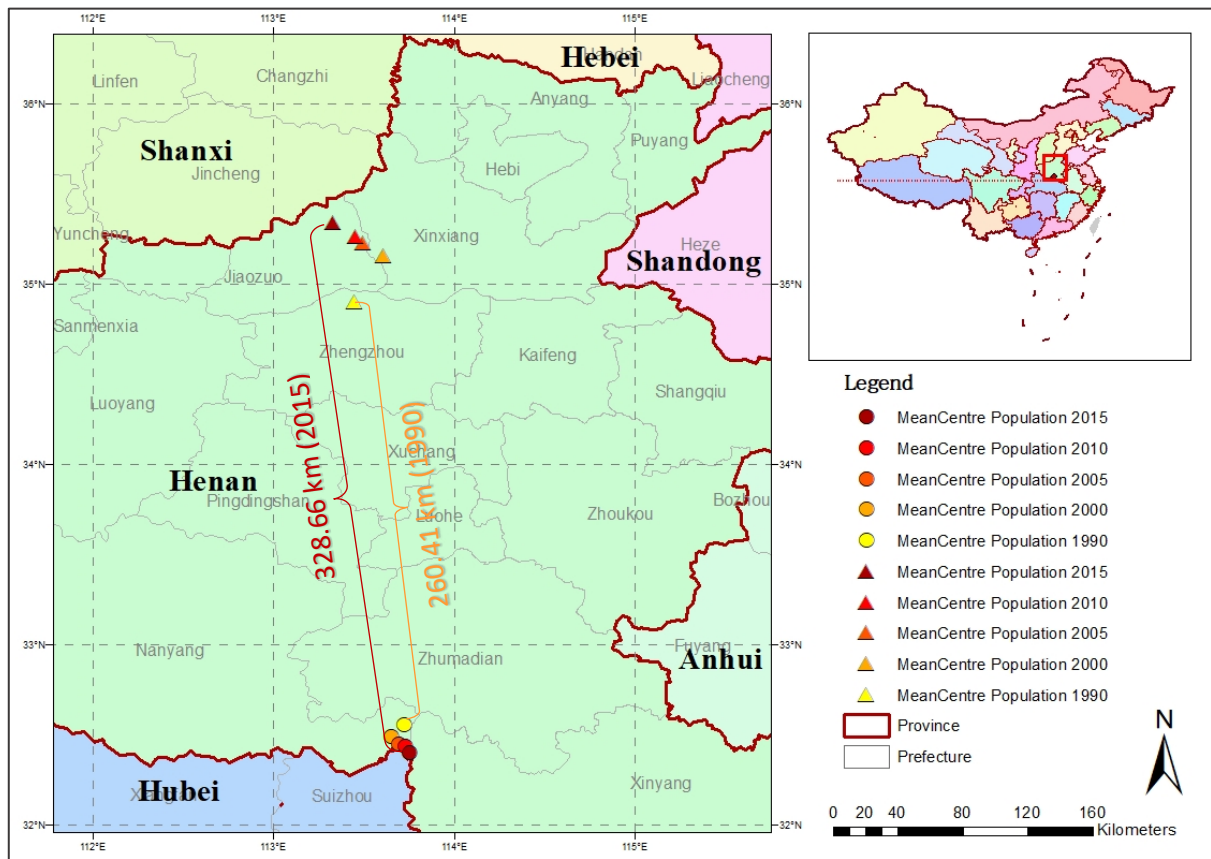 112°E 113°E 114°E 115°E
Hebei
Handan
Linfen
Changzhi
Liaocheng
36°N 36°N
Anyang
Puyang
Shanxi
Hebi
Jincheng
Yuncheng
Xinxiang
Heze
Shandong
Jiaozuo
35°N 35°N
Sanmenxia
Zhengzhou
Kaifeng
Shangqiu
Luoyang
Xuchang
34°N 34°N
Henan
Pingdingshan
Bozhou
Luohe
Zhoukou
328.66 km (2015)
260.41 km (1990)
33°N 33°N
Nanyang
Zhumadian
Fuyang
Anhui
Xinyang
Hubei
Suizhou
32°N 32°N
112°E 113°E 114°E 115°E
Legend
MeanCentre Population 2015
MeanCentre Population 2010
MeanCentre Population 2005
MeanCentre Population 2000
MeanCentre Population 1990
MeanCentre Population 2015
MeanCentre Population 2010
MeanCentre Population 2005
MeanCentre Population 2000
MeanCentre Population 1990
Province
Prefecture
N
0 20 40 80 120 160
Kilometers